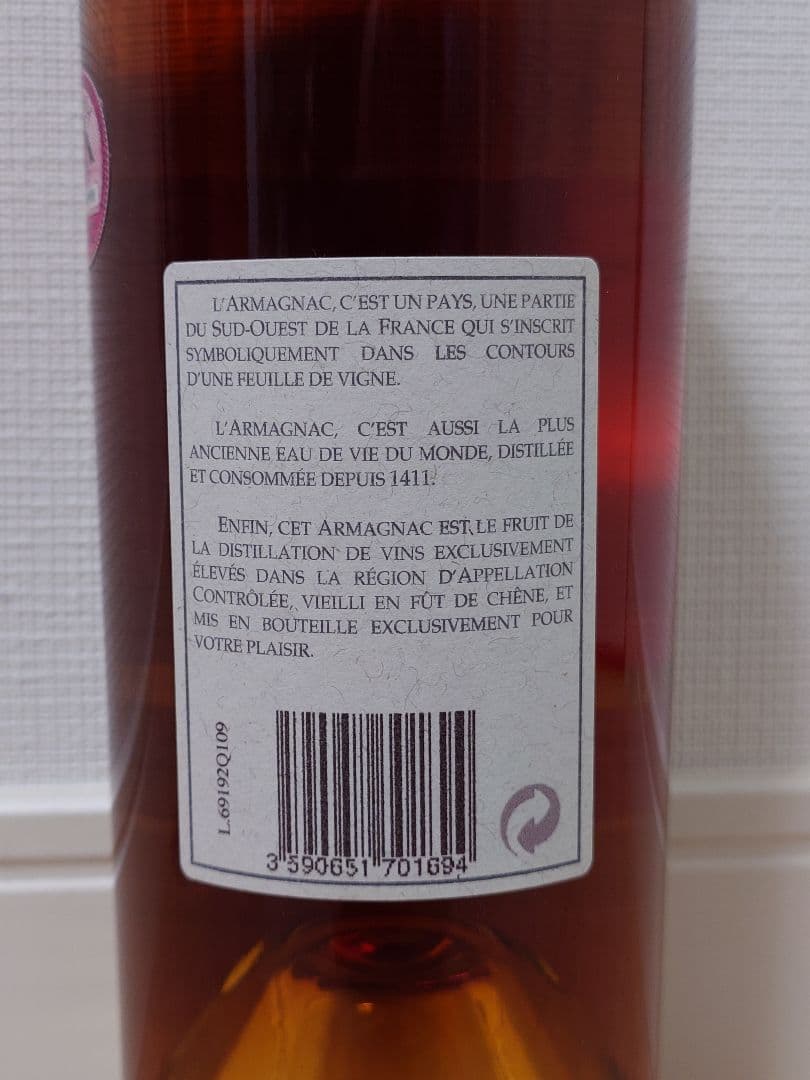 L'ARMAGNAC, C'EST UN PAYS, UNE PARTIE
DU SUD-OUEST DE LA FRANCE QUI S'INSCRIT
SYMBOLIQUEMENT DANS LES CONTOURS
D'UNE FEUILLE DE VIGNE.
L'ARMAGNAC, C'EST AUSSI LA PLUS
ANCIENNE EAU DE VIE DU MONDE, DISTILLÉE
ET CONSOMMÉE DEPUIS 1411.
ENFIN, CET ARMAGNAC EST LE FRUIT DE
LA DISTILLATION DE VINS EXCLUSIVEMENT
ÉLEVÉS DANS LA RÉGION D'APPELLATION
CONTRÔLÉE, VIEILLI EN FÛT DE CHÊNE, ET
MIS EN BOUTEILLE EXCLUSIVEMENT POUR
VOTRE PLAISIR.
L.69192Q109
3 590651 701694